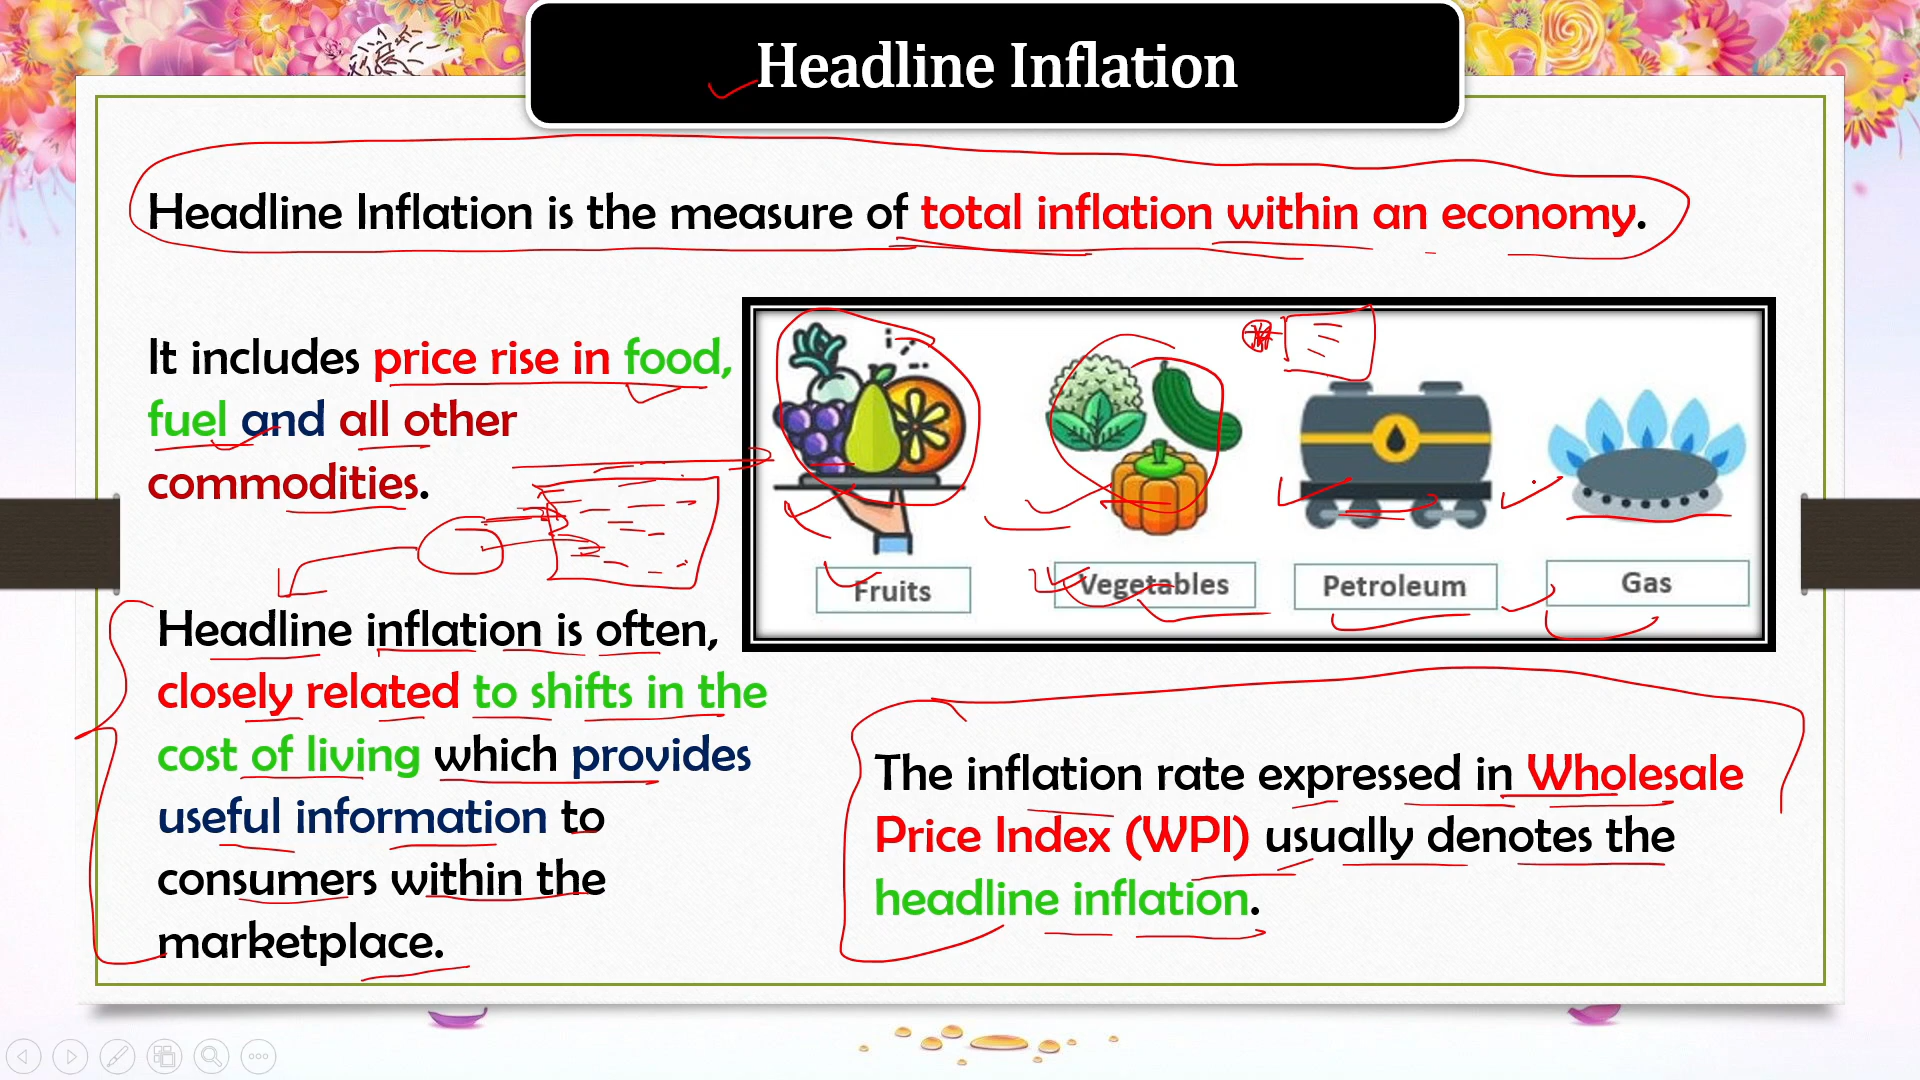 Headline Inflation
Headline Inflation is the measure of total inflation within an economy.
It includes price rise in food,
fuel and all other
commodities.
Fruits
Vegetables
Petroleum
Gas
Headline inflation is often,
closely related to shifts in the
cost of living which provides
useful information to
consumers within the
marketplace.
The inflation rate expressed in Wholesale
Price Index (WPI) usually denotes the
headline inflation.